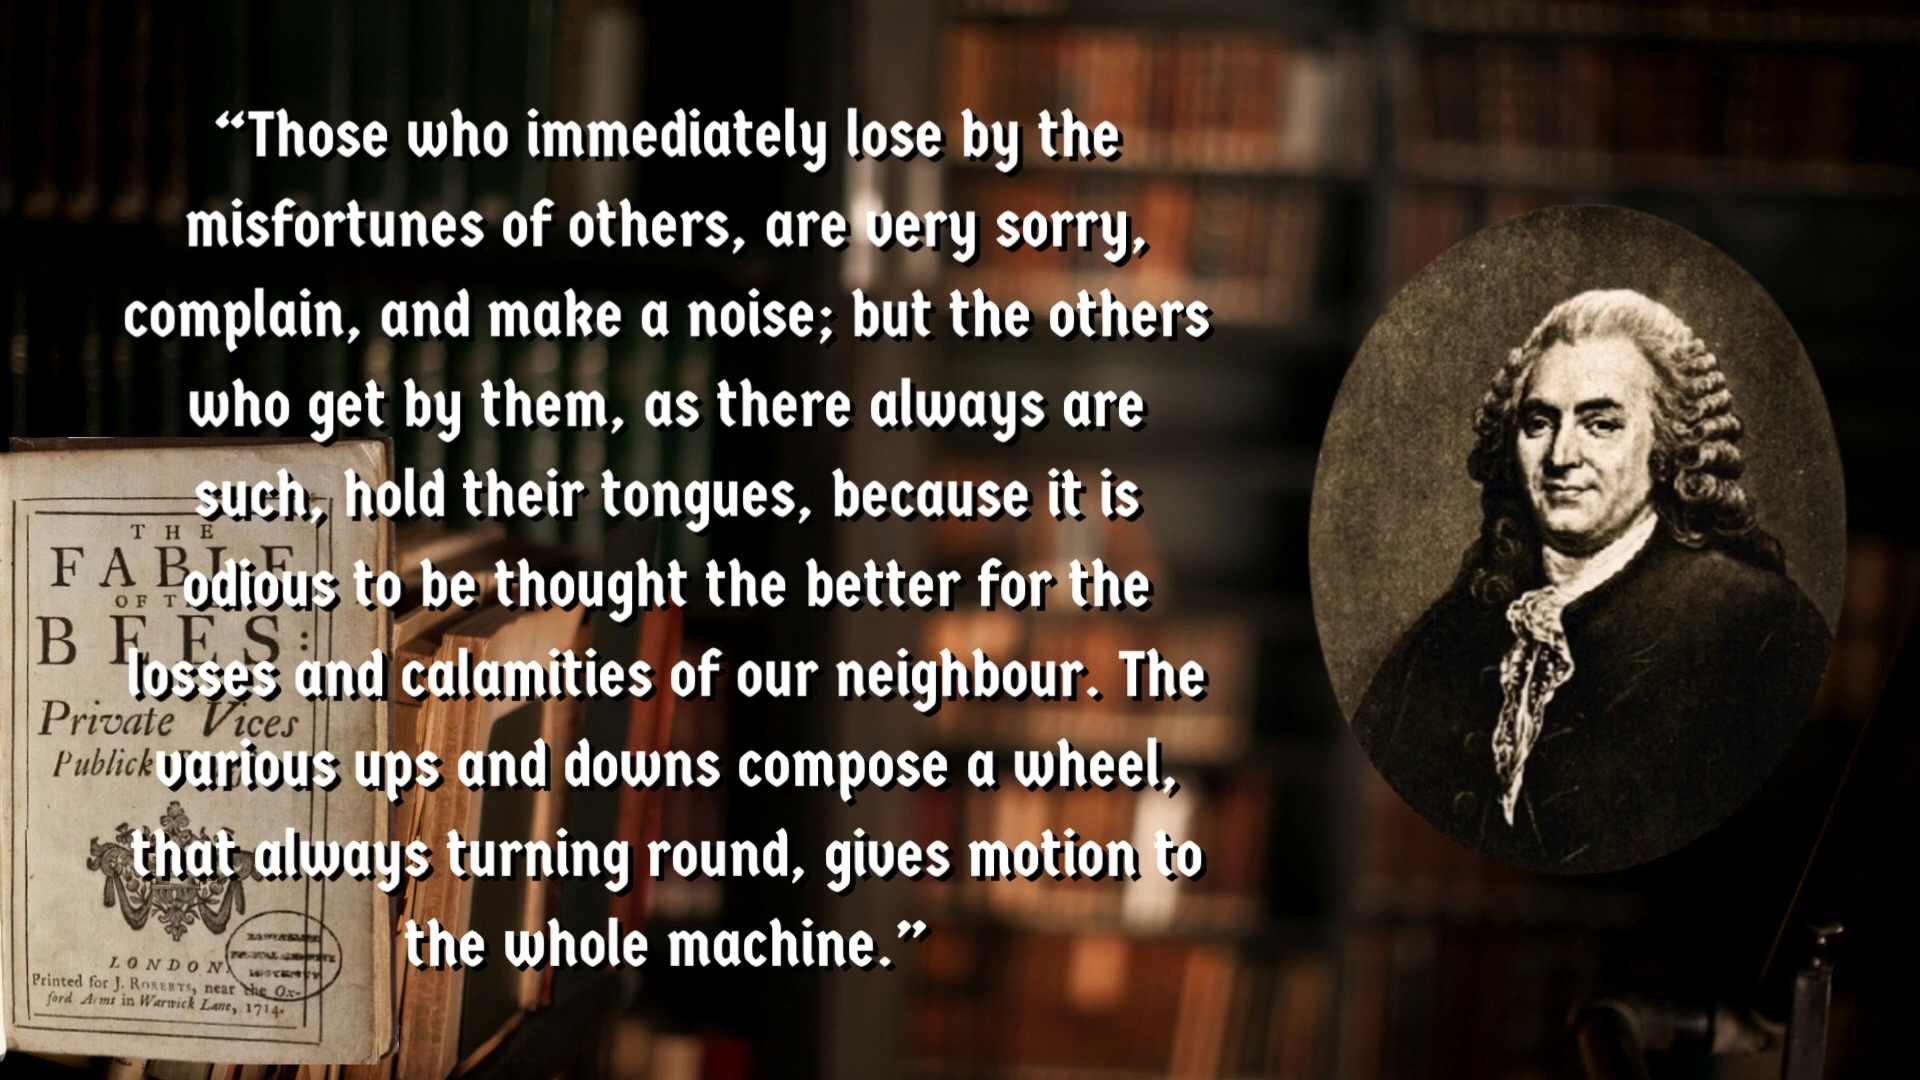 “Those who immediately lose by the
misfortunes of others, are very sorry,
complain, and make a noise; but the others
who get by them, as there always are
such, hold their tongues, because it is
odious to be thought the better for the
losses and calamities of our neighbour. The
various ups and downs compose a wheel,
that always turning round, gives motion to
the whole machine.”
THE
FABLE
OF
BEES:
Private Vices
Publick
LONDON
Printed for J. ROBERTS, near the Ox-
ford Arms in Warwick Lane, 1714.